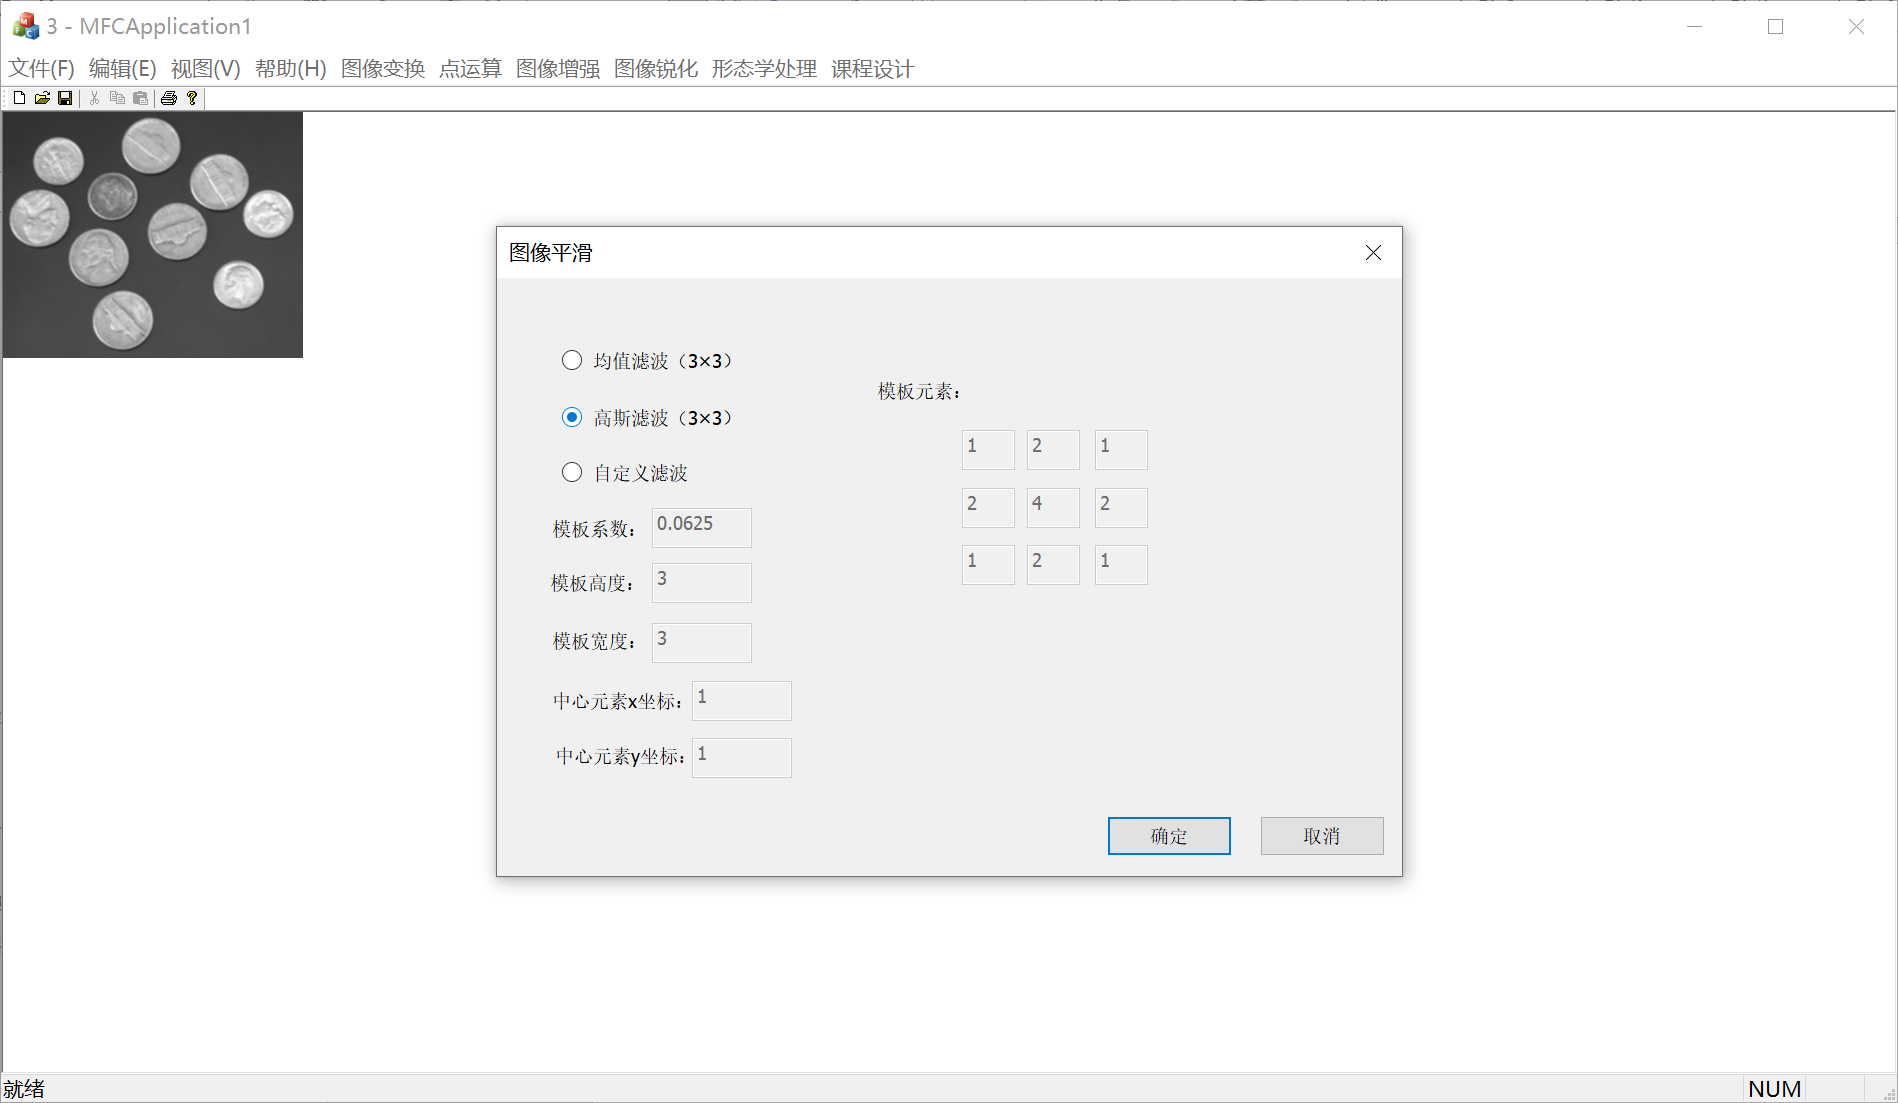 3 - MFCApplication1
文件(F) 编辑(E) 视图(V) 帮助(H) 图像变换 点运算 图像增强 图像锐化 形态学处理 课程设计
图像平滑
均值滤波（3×3）
模板元素：
高斯滤波（3×3）
1 2 1
自定义滤波
2 4 2
模板系数： 0.0625
1 2 1
模板高度： 3
模板宽度： 3
中心元素x坐标： 1
中心元素y坐标： 1
确定 取消
就绪 NUM